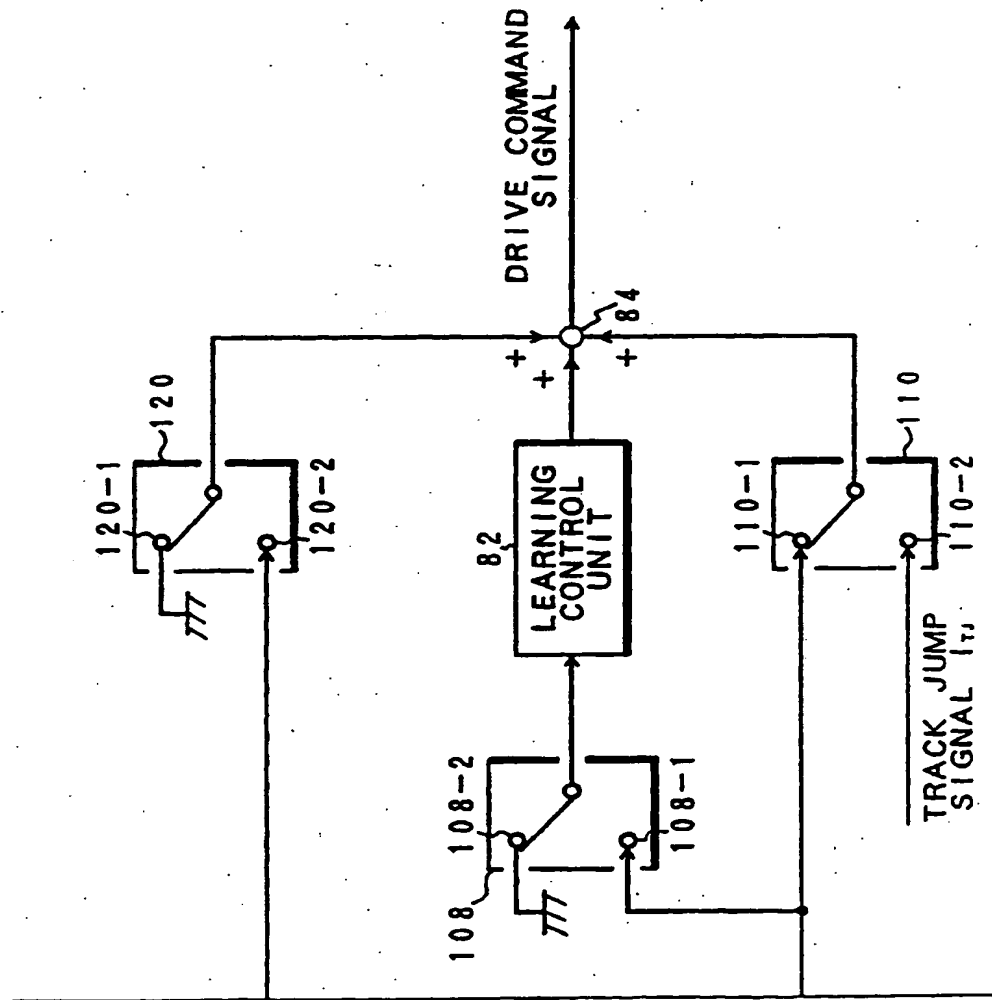 DRIVE COMMAND
SIGNAL
120-1
120
120-2
84
+
+
+
82
LEARNING
CONTROL
UNIT
110-1
110
110-2
108-2
108
108-1
TRACK JUMP
SIGNAL ITJ